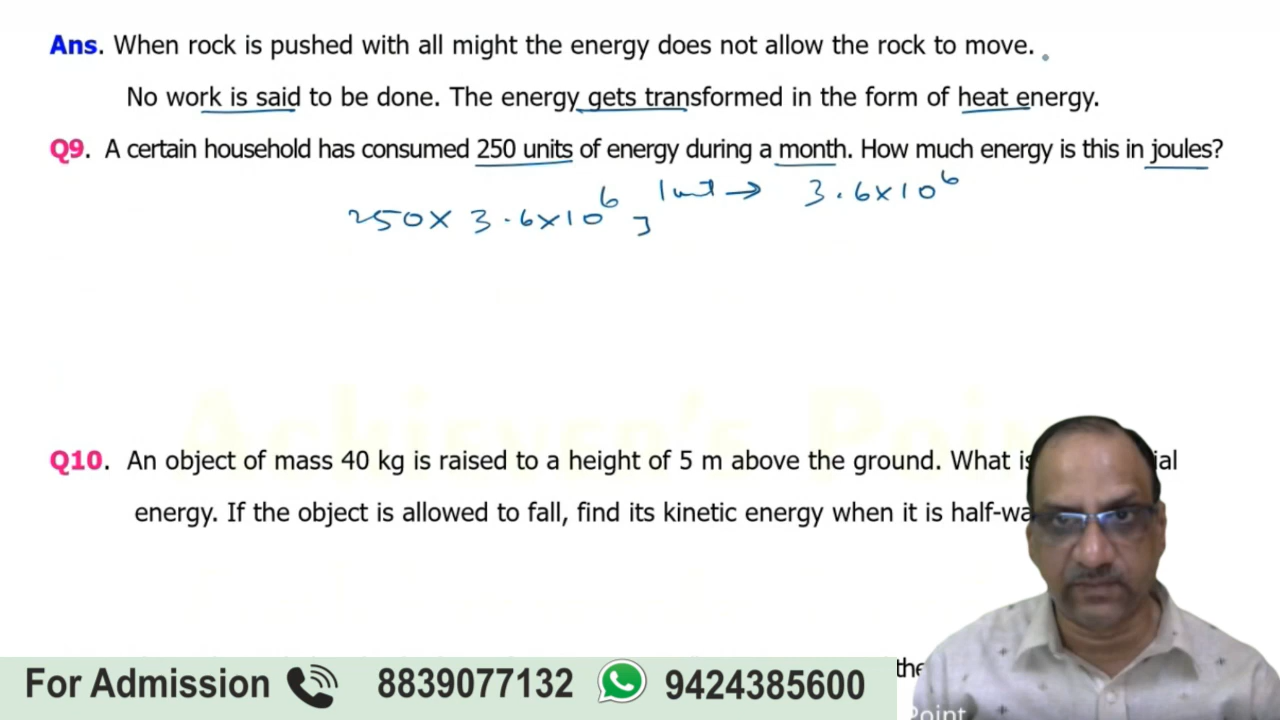 Ans. When rock is pushed with all might the energy does not allow the rock to move.
No work is said to be done. The energy gets transformed in the form of heat energy.
Q9. A certain household has consumed 250 units of energy during a month. How much energy is this in joules?
1 unit → 3.6×10⁶
250× 3.6×10⁶ J
Achiever's Poin
Q10. An object of mass 40 kg is raised to a height of 5 m above the ground. What is ial
energy. If the object is allowed to fall, find its kinetic energy when it is half-wa
the
For Admission 8839077132 9424385600
Point